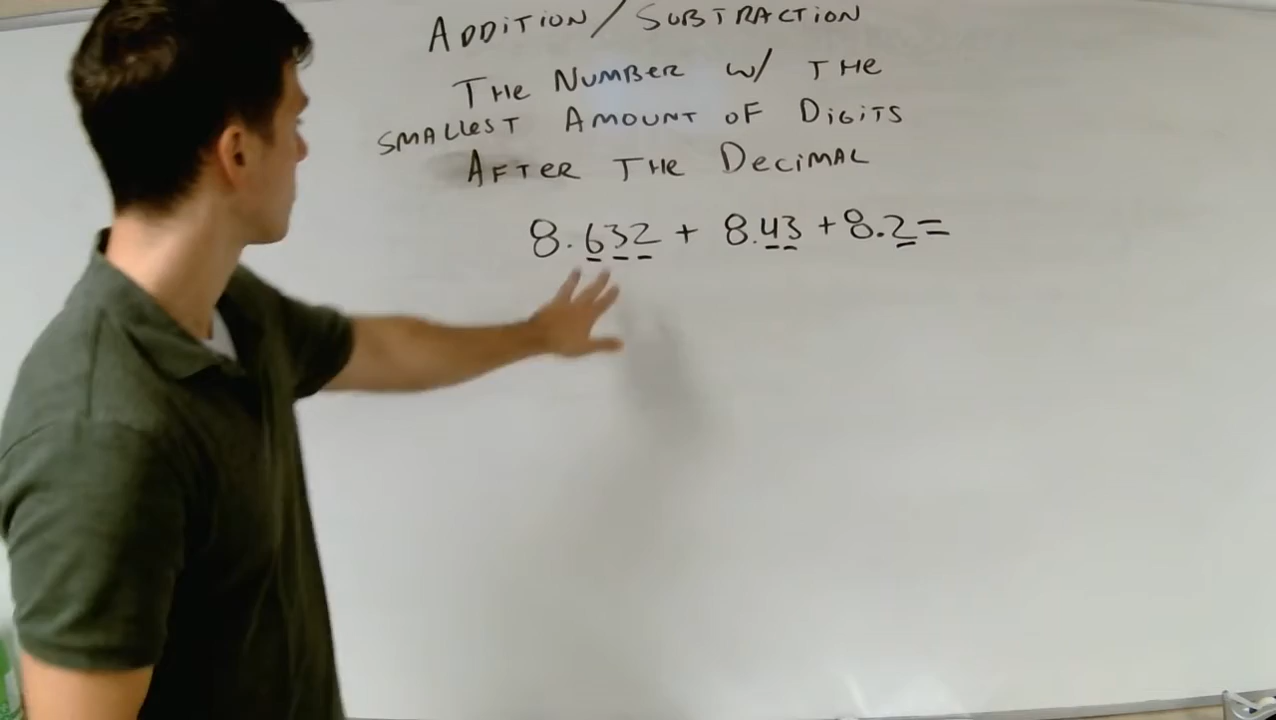 ADDITION/SUBTRACTION
THE NUMBER W/ THE
SMALLEST AMOUNT OF DIGITS
AFTER THE DECIMAL
8.632 + 8.43 + 8.2 =